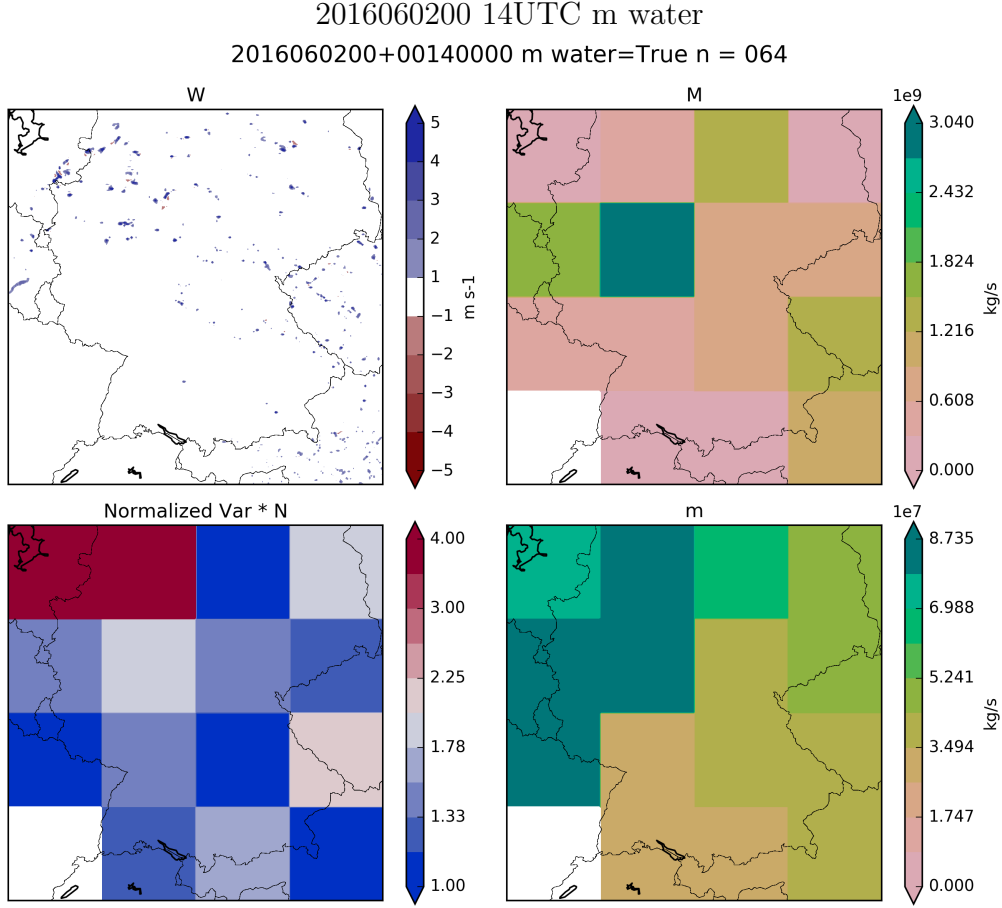 2016060200 14UTC m water
2016060200+00140000 m water=True n = 064
W
M
1e9
5
4
3
2
1
−1
−2
−3
−4
−5
m s-1
3.040
2.432
1.824
1.216
0.608
0.000
kg/s
Normalized Var * N
m
1e7
4.00
3.00
2.25
1.78
1.33
1.00
8.735
6.988
5.241
3.494
1.747
0.000
kg/s